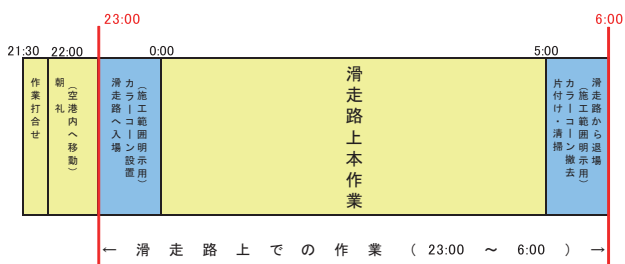 23:00
6:00
21:30
22:00
0:00
5:00
作業打合せ
朝礼
(空港内へ移動)
滑走路へ入場
カラーコーン設置
(施工範囲明示用)
滑走路上本作業
滑走路から退場
(施工範囲明示用)
カラーコーン撤去
片付け・清掃
← 滑走路上での作業(23:00 ～ 6:00) →